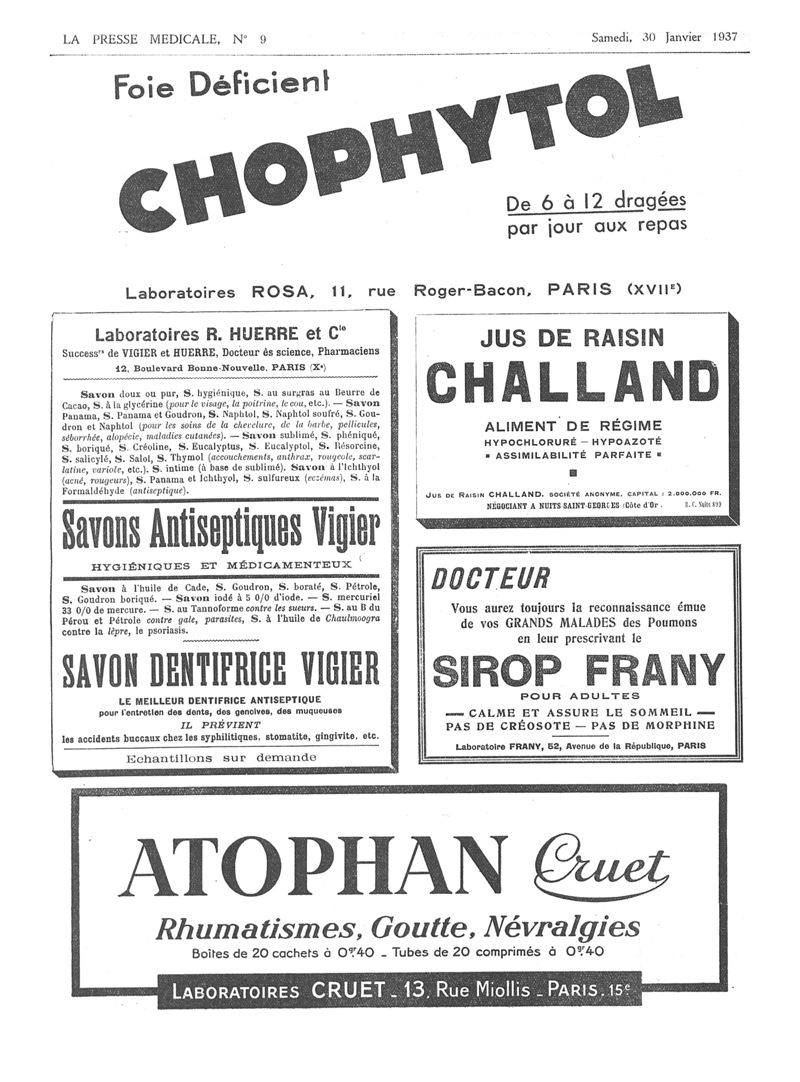 LA PRESSE MEDICALE, N° 9
Samedi, 30 Janvier 1937
Foie Déficient
CHOPHYTOL
De 6 à 12 dragées
par jour aux repas
Laboratoires ROSA, 11, rue Roger-Bacon, PARIS (XVIIᴱ)
Laboratoires R. HUERRE et Cⁱᵉ
Successʳˢ de VIGIER et HUERRE, Docteur ès science, Pharmaciens
12, Boulevard Bonne-Nouvelle, PARIS (Xᵉ)
Savon doux ou pur, S. hygiénique, S. au surgras au Beurre de
Cacao, S. à la glycérine (pour le visage, la poitrine, le cou, etc.). — Savon
Panama, S. Panama et Goudron, S. Naphtol, S. Naphtol soufré, S. Gou-
dron et Naphtol (pour les soins de la chevelure, de la barbe, pellicules,
séborrhée, alopécie, maladies cutanées). — Savon sublimé, S. phéniqué,
S. boriqué, S. Créoline, S. Eucalyptus, S. Eucalyptol, S. Résorcine,
S. salicylé, S. Salol, S. Thymol (accouchements, anthrax, rougeole, scar-
latine, variole, etc.). S. intime (à base de sublimé). Savon à l'Ichthyol
(acné, rougeurs), S. Panama et Ichthyol, S. sulfureux (eczémas), S. à la
Formaldéhyde (antiseptique).
Savons Antiseptiques Vigier
HYGIÉNIQUES ET MÉDICAMENTEUX
Savon à l'huile de Cade, S. Goudron, S. boraté, S. Pétrole,
S. Goudron boriqué. — Savon iodé à 5 0/0 d'iode. — S. mercuriel
33 0/0 de mercure. — S. au Tannoforme contre les sueurs. — S. au B du
Pérou et Pétrole contre gale, parasites, S. à l'huile de Chaulmoogra
contre la lèpre, le psoriasis.
SAVON DENTIFRICE VIGIER
LE MEILLEUR DENTIFRICE ANTISEPTIQUE
pour l'entretien des dents, des gencives, des muqueuses
IL PRÉVIENT
les accidents buccaux chez les syphilitiques, stomatite, gingivite, etc.
Echantillons sur demande
JUS DE RAISIN
CHALLAND
ALIMENT DE RÉGIME
HYPOCHLORURÉ – HYPOAZOTÉ
▪ ASSIMILABILITÉ PARFAITE ▪
JUS DE RAISIN CHALLAND, SOCIÉTÉ ANONYME, CAPITAL : 2.000.000 FR.
NÉGOCIANT A NUITS SAINT-GEORGES (Côte d'Or. R. C. Nuits 899
DOCTEUR
Vous aurez toujours la reconnaissance émue
de vos GRANDS MALADES des Poumons
en leur prescrivant le
SIROP FRANY
POUR ADULTES
— CALME ET ASSURE LE SOMMEIL —
PAS DE CRÉOSOTE — PAS DE MORPHINE
Laboratoire FRANY, 52, Avenue de la République, PARIS
ATOPHAN Cruet
Rhumatismes, Goutte, Névralgies
Boîtes de 20 cachets à 0ᵍʳ40 _ Tubes de 20 comprimés à 0ᵍʳ40
LABORATOIRES CRUET _ 13, Rue Miollis _ PARIS. 15ᵉ